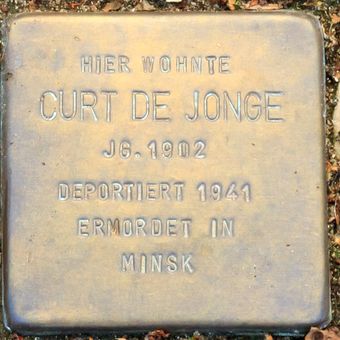 HIER WOHNTE
CURT DE JONGE
JG. 1902
DEPORTIERT 1941
ERMORDET IN
MINSK